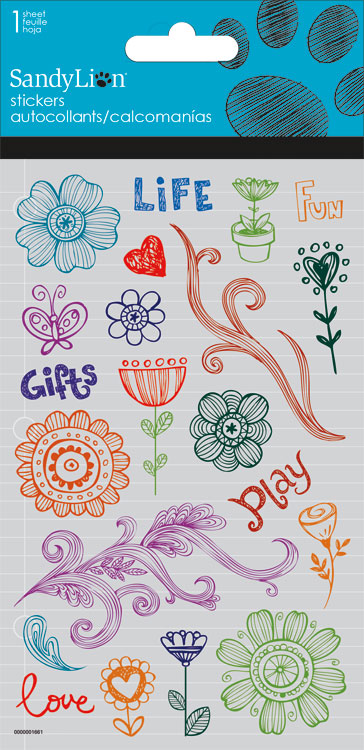 1 sheet
feuille
hoja
SandyLion®
stickers
autocollants/calcomanías
LiFE
Fun
Gifts
Play
love
0000001661